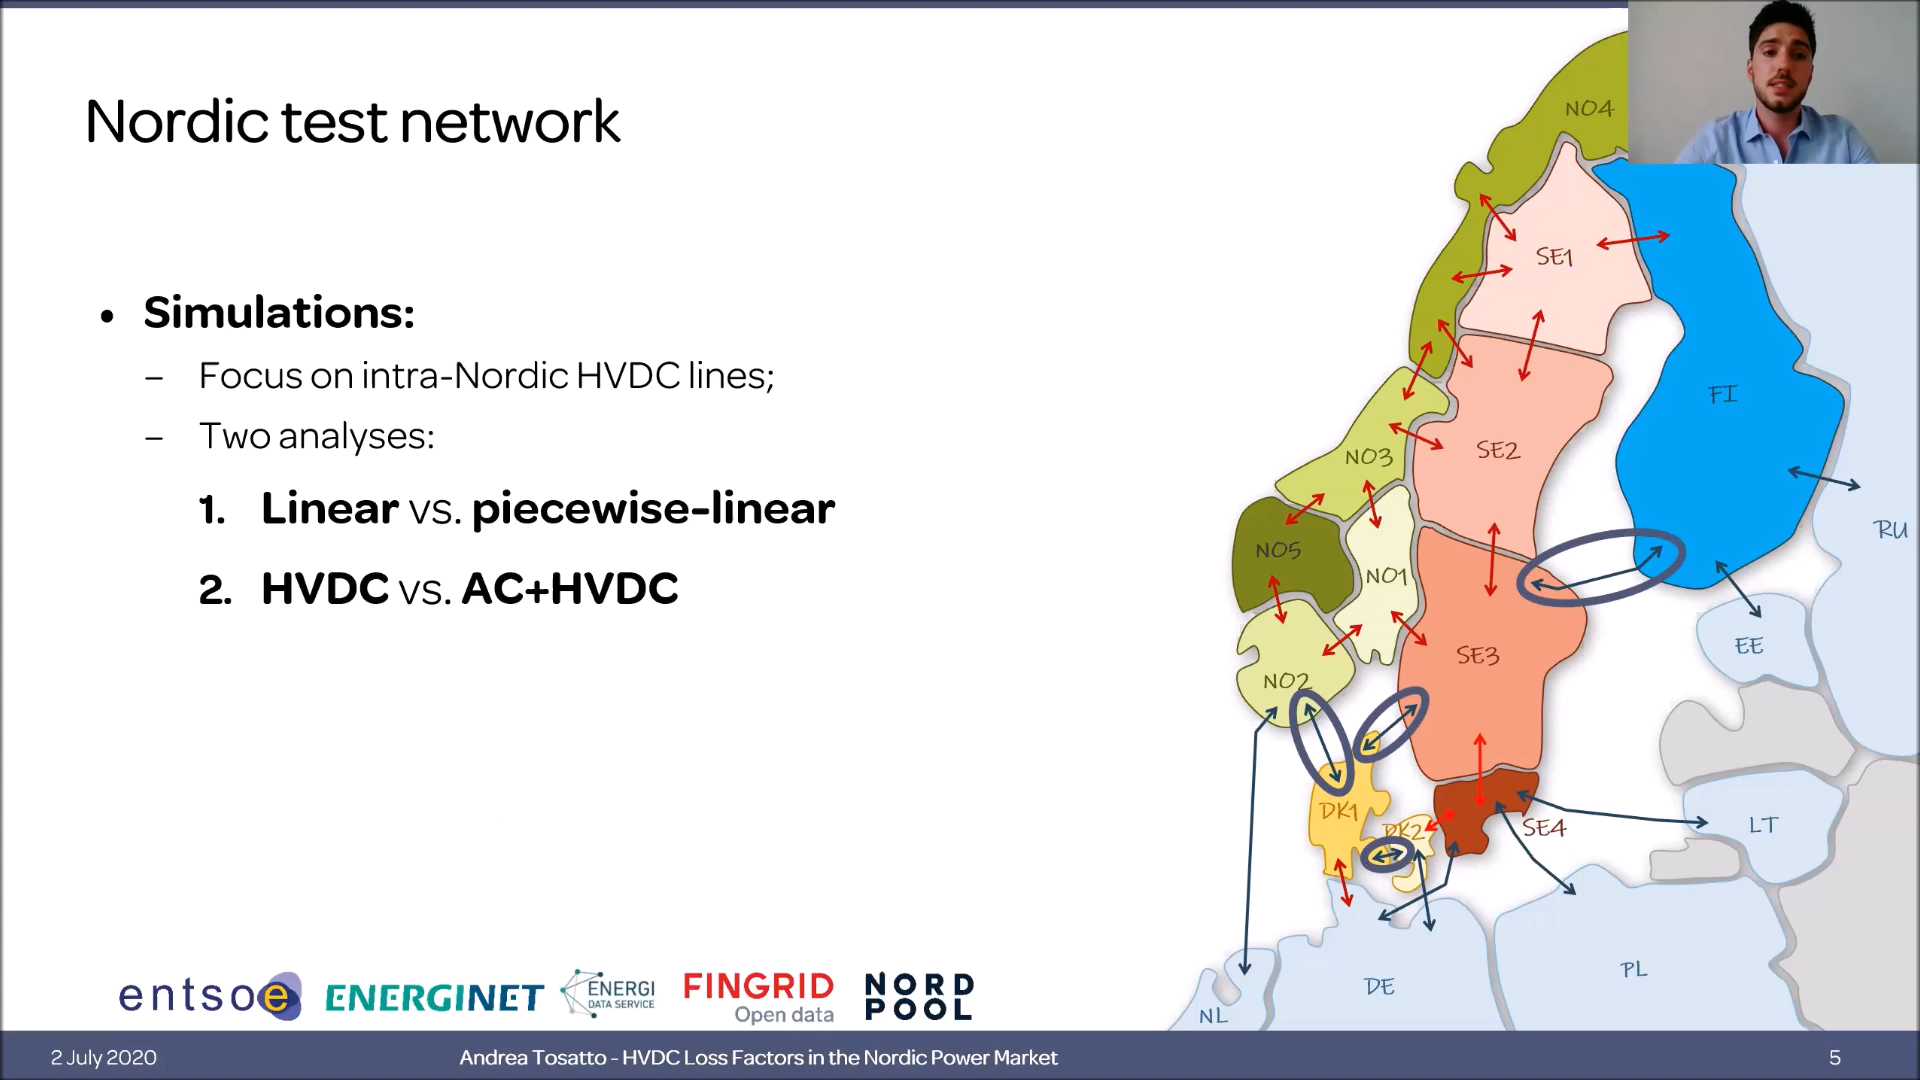 Nordic test network
• Simulations:
– Focus on intra-Nordic HVDC lines;
– Two analyses:
1. Linear vs. piecewise-linear
2. HVDC vs. AC+HVDC
NO4
SE1
FI
SE2
NO3
RU
NO5
NO1
EE
SE3
NO2
DK1
DK2
SE4
LT
PL
DE
NL
entsoe
ENERGINET
ENERGI
DATA SERVICE
FINGRID
Open data
NORD
POOL
2 July 2020
Andrea Tosatto - HVDC Loss Factors in the Nordic Power Market
5